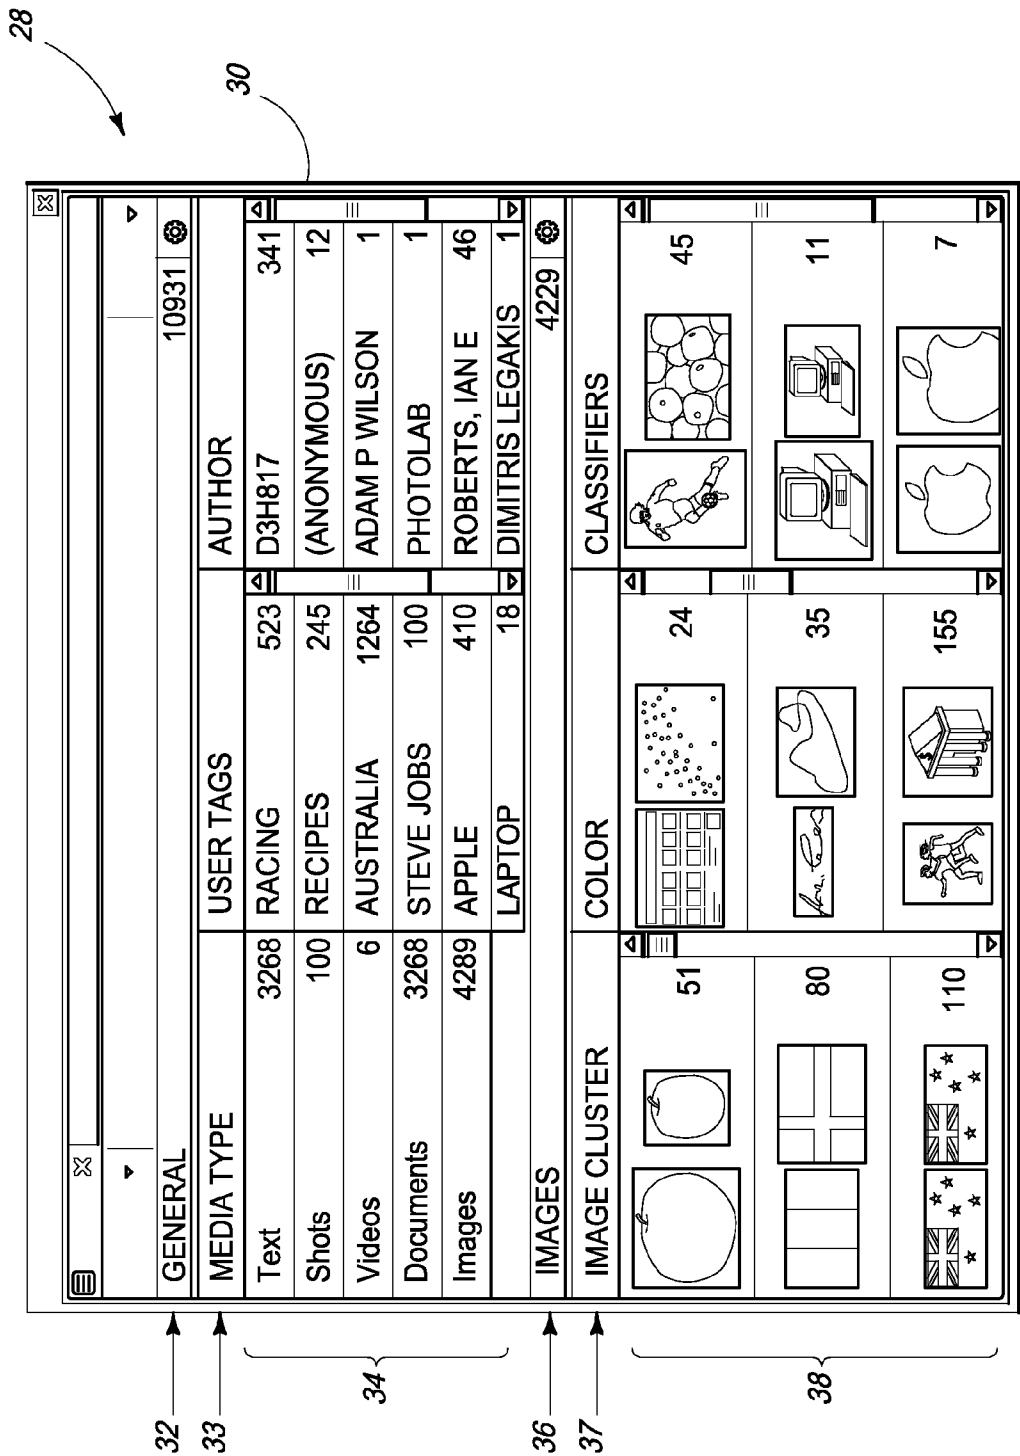 28
30
32 GENERAL 10931
33 MEDIA TYPE USER TAGS AUTHOR
34
Text 3268 RACING 523 D3H817 341
Shots 100 RECIPES 245 (ANONYMOUS) 12
Videos 6 AUSTRALIA 1264 ADAM P WILSON 1
Documents 3268 STEVE JOBS 100 PHOTOLAB 1
Images 4289 APPLE 410 ROBERTS, IAN E 46
LAPTOP 18 DIMITRIS LEGAKIS 1
36 IMAGES 4229
37 IMAGE CLUSTER COLOR CLASSIFIERS
38
51 24 45
80 35 11
$
110 155 7